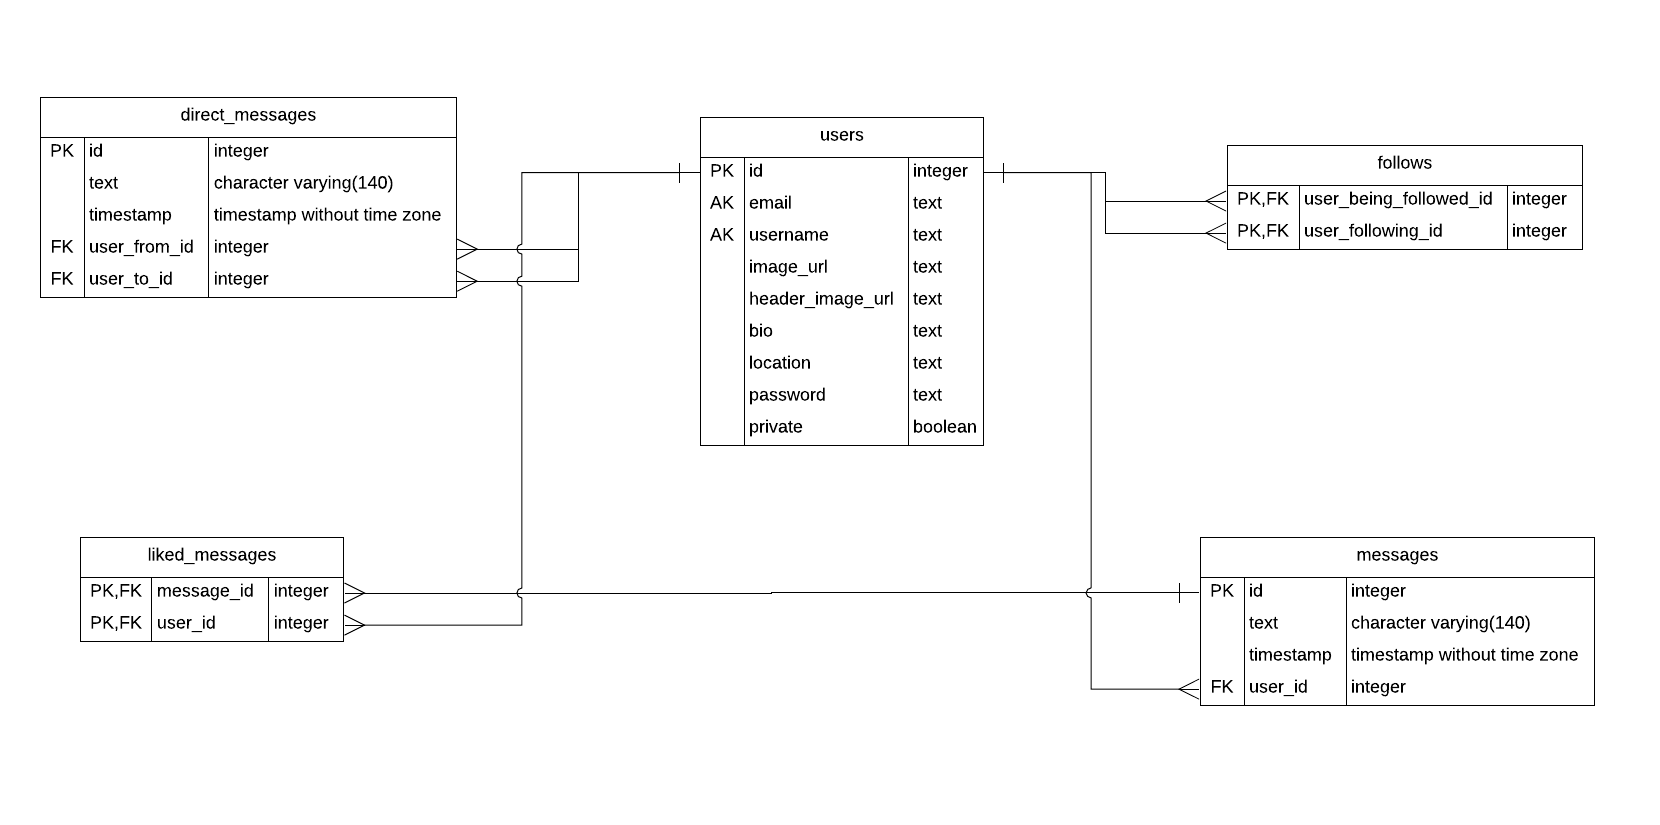 direct_messages
PK id integer
text character varying(140)
timestamp timestamp without time zone
FK user_from_id integer
FK user_to_id integer
users
PK id integer
AK email text
AK username text
image_url text
header_image_url text
bio text
location text
password text
private boolean
follows
PK,FK user_being_followed_id integer
PK,FK user_following_id integer
liked_messages
PK,FK message_id integer
PK,FK user_id integer
messages
PK id integer
text character varying(140)
timestamp timestamp without time zone
FK user_id integer